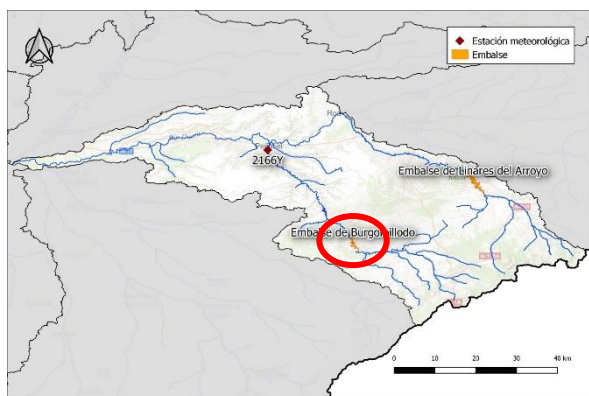 Estación meteorológica
Embalse
2166Y
Embalse de Linares del Arroyo
Embalse de Burgomillodo
0 10 20 30 40 km